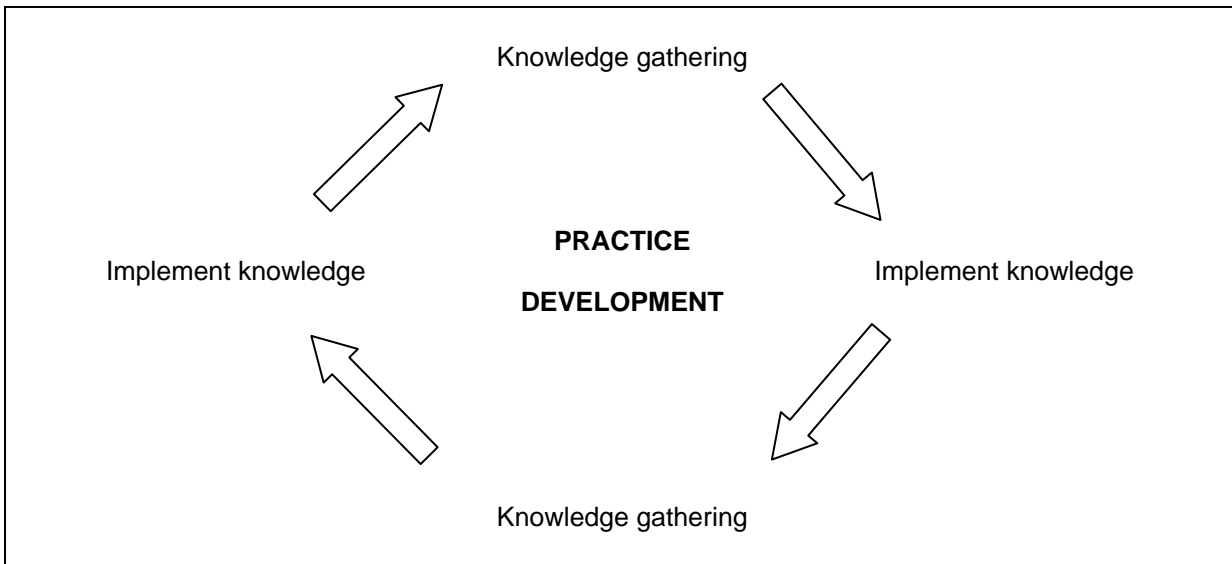 Knowledge gathering
PRACTICE
Implement knowledge
Implement knowledge
DEVELOPMENT
Knowledge gathering